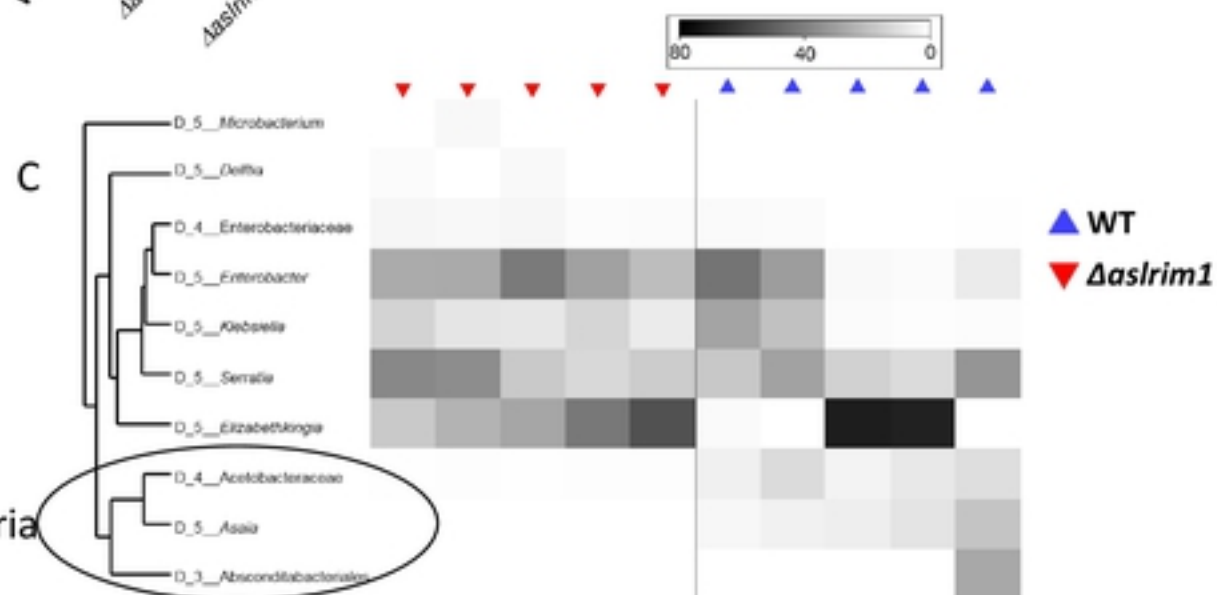 80 40 0
D_5__Microbacterium
C
D_5__Delftia
D_4__Enterobacteriaceae
WT
D_5__Enterobacter
Δaslrim1
D_5__Klebsiella
D_5__Serratia
D_5__Elizabethkingia
D_4__Acetobacteraceae
ria
D_5__Asaia
D_3__Absconditabacteriales